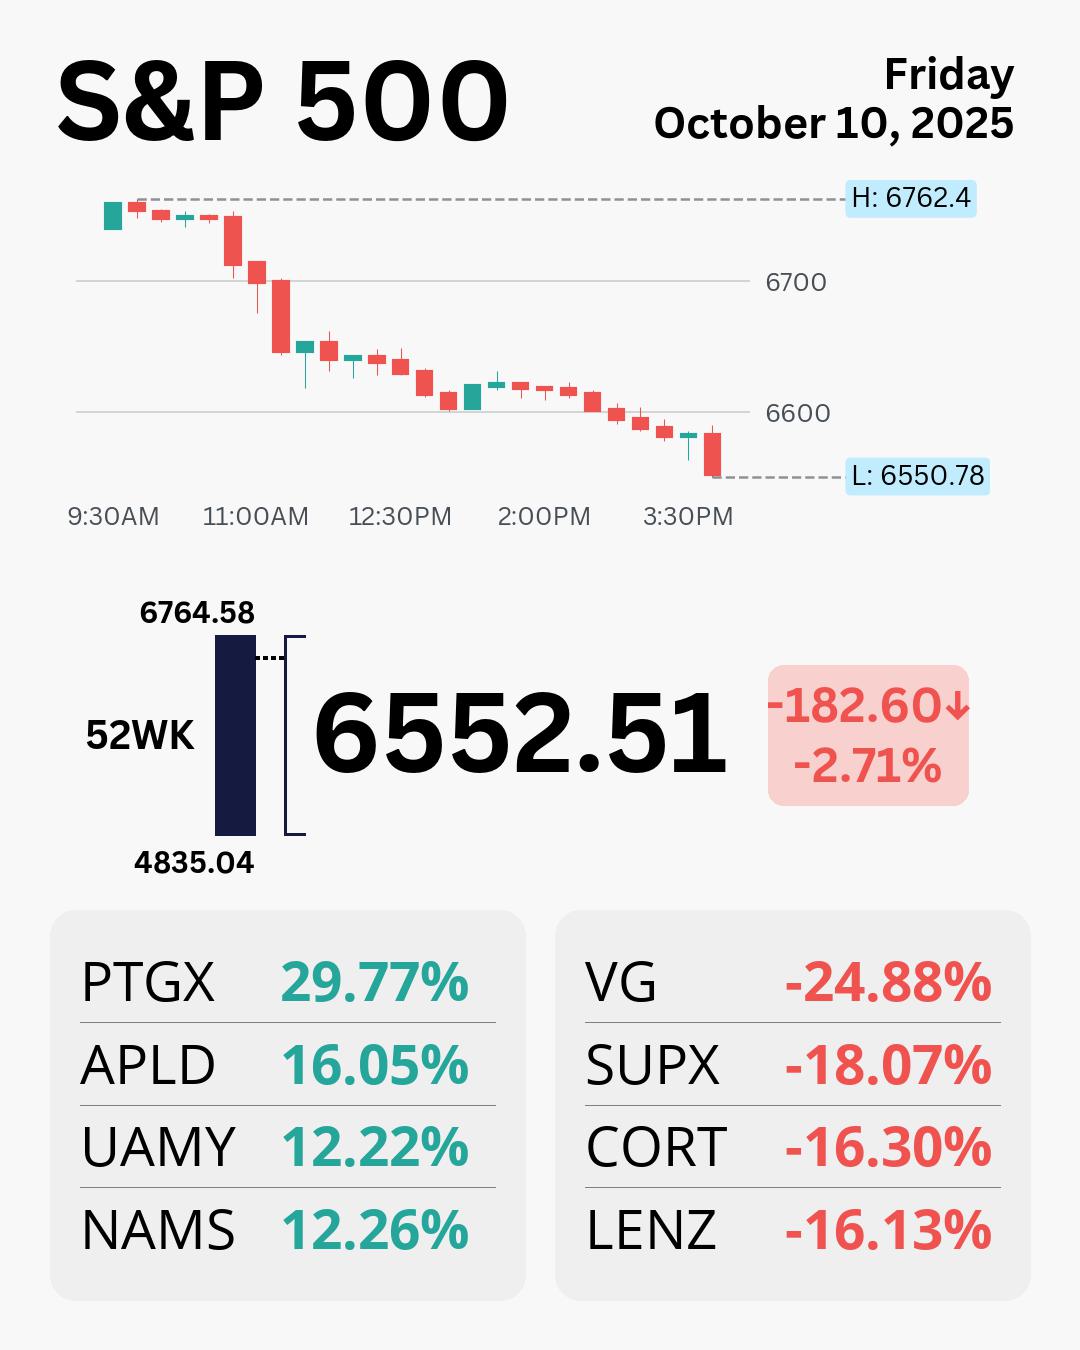 S&P 500
Friday
October 10, 2025
H: 6762.4
6700
6600
L: 6550.78
9:30AM 11:00AM 12:30PM 2:00PM 3:30PM
6764.58
52WK
4835.04
6552.51
-182.60↓
-2.71%
PTGX 29.77%
APLD 16.05%
UAMY 12.22%
NAMS 12.26%
VG -24.88%
SUPX -18.07%
CORT -16.30%
LENZ -16.13%